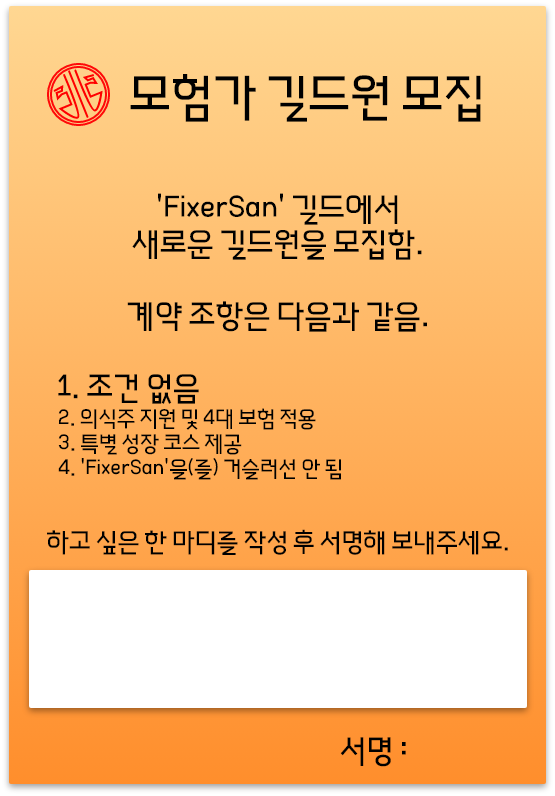 모험가 길드원 모집
'FixerSan' 길드에서
새로운 길드원을 모집함.
계약 조항은 다음과 같음.
1. 조건 없음
2. 의식주 지원 및 4대 보험 적용
3. 특별 성장 코스 제공
4. 'FixerSan'을(를) 거슬러선 안 됨
하고 싶은 한 마디를 작성 후 서명해 보내주세요.
서명 :